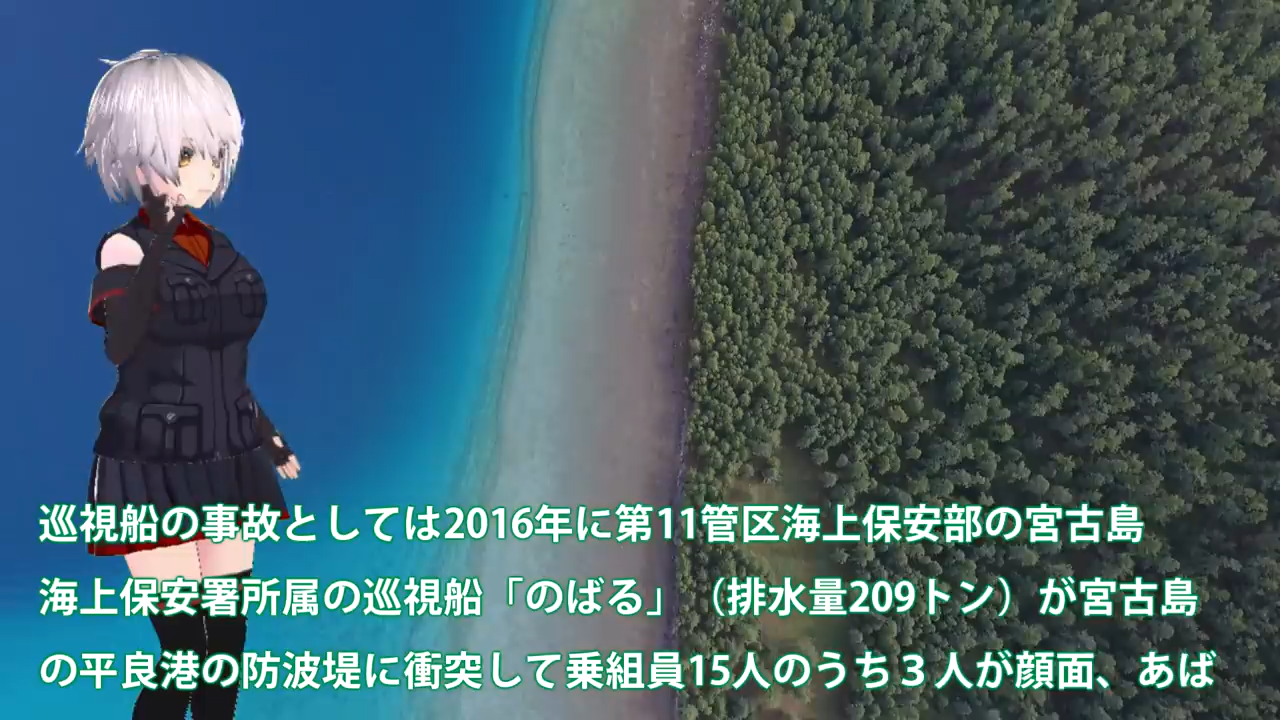 巡視船の事故としては2016年に第11管区海上保安部の宮古島
海上保安署所属の巡視船「のばる」（排水量209トン）が宮古島
の平良港の防波堤に衝突して乗組員15人のうち３人が顔面、あば